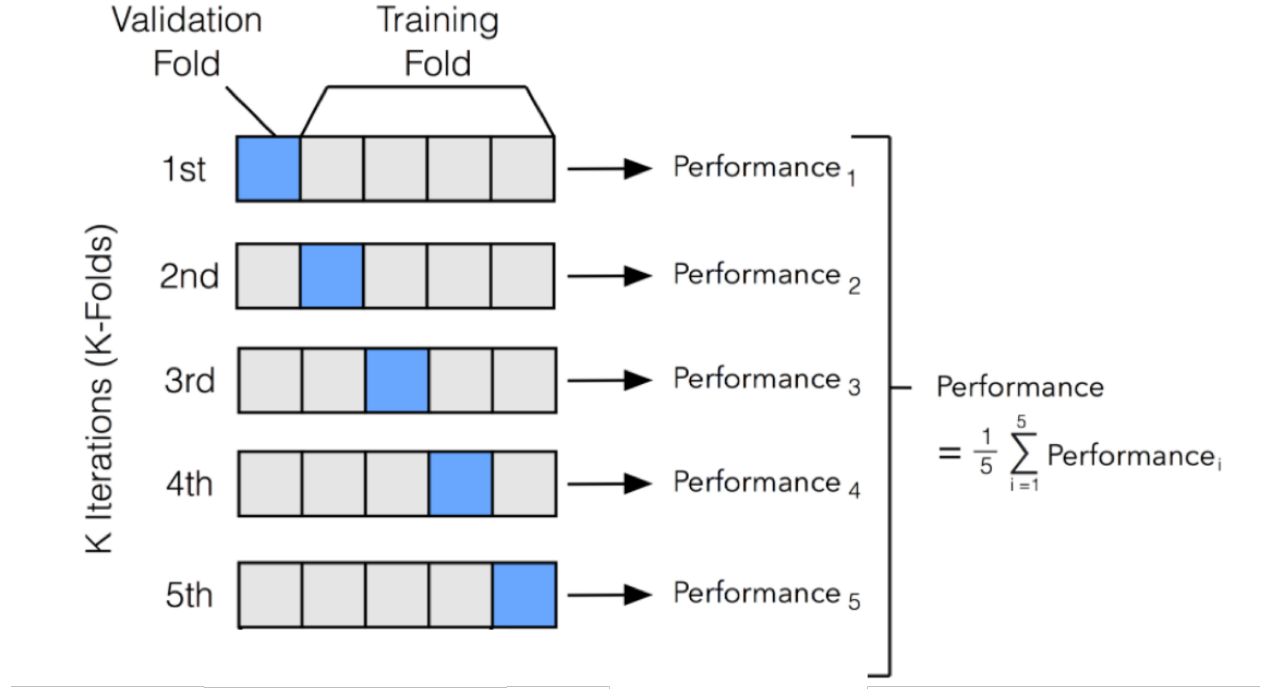 Validation Fold
Training Fold
K Iterations (K-Folds)
1st
Performance 1
2nd
Performance 2
3rd
Performance 3
4th
Performance 4
5th
Performance 5
Performance
= 1/5 5 ∑ i=1 Performance i